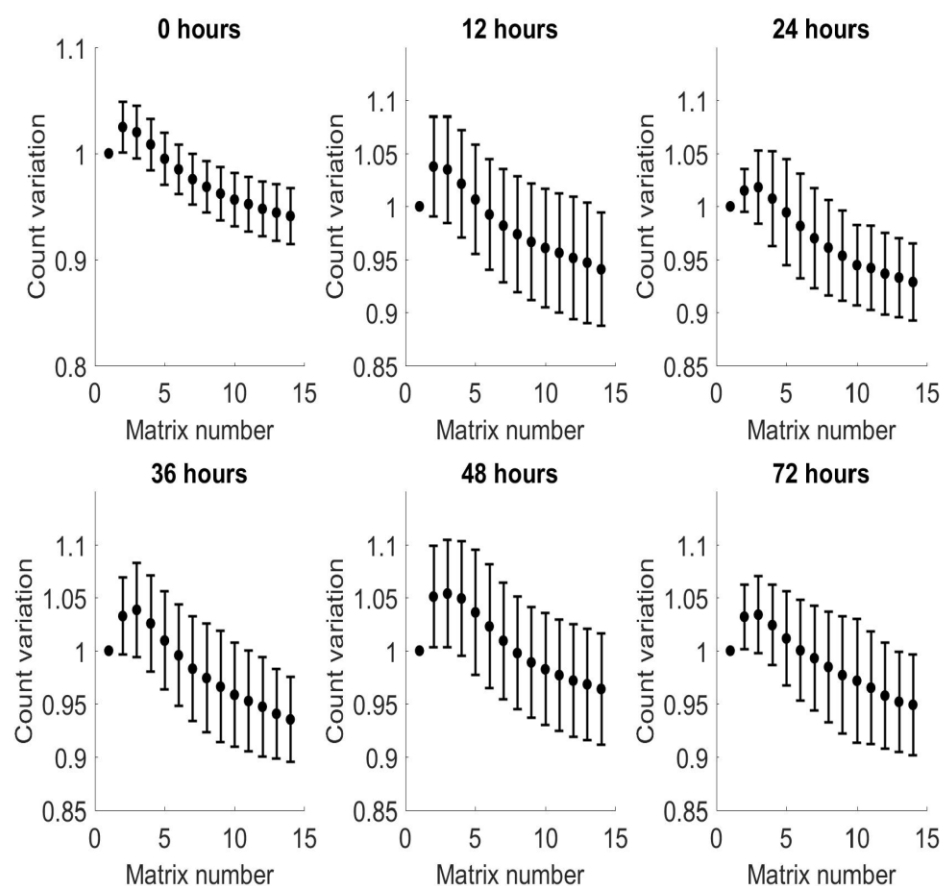 0 hours
12 hours
24 hours
1.1
1
0.9
0.8
Count variation
0 5 10 15
Matrix number
1.1
1.05
1
0.95
0.9
0.85
Count variation
0 5 10 15
Matrix number
1.1
1.05
1
0.95
0.9
0.85
Count variation
0 5 10 15
Matrix number
36 hours
48 hours
72 hours
1.1
1.05
1
0.95
0.9
0.85
Count variation
0 5 10 15
Matrix number
1.1
1.05
1
0.95
0.9
0.85
Count variation
0 5 10 15
Matrix number
1.1
1.05
1
0.95
0.9
0.85
Count variation
0 5 10 15
Matrix number